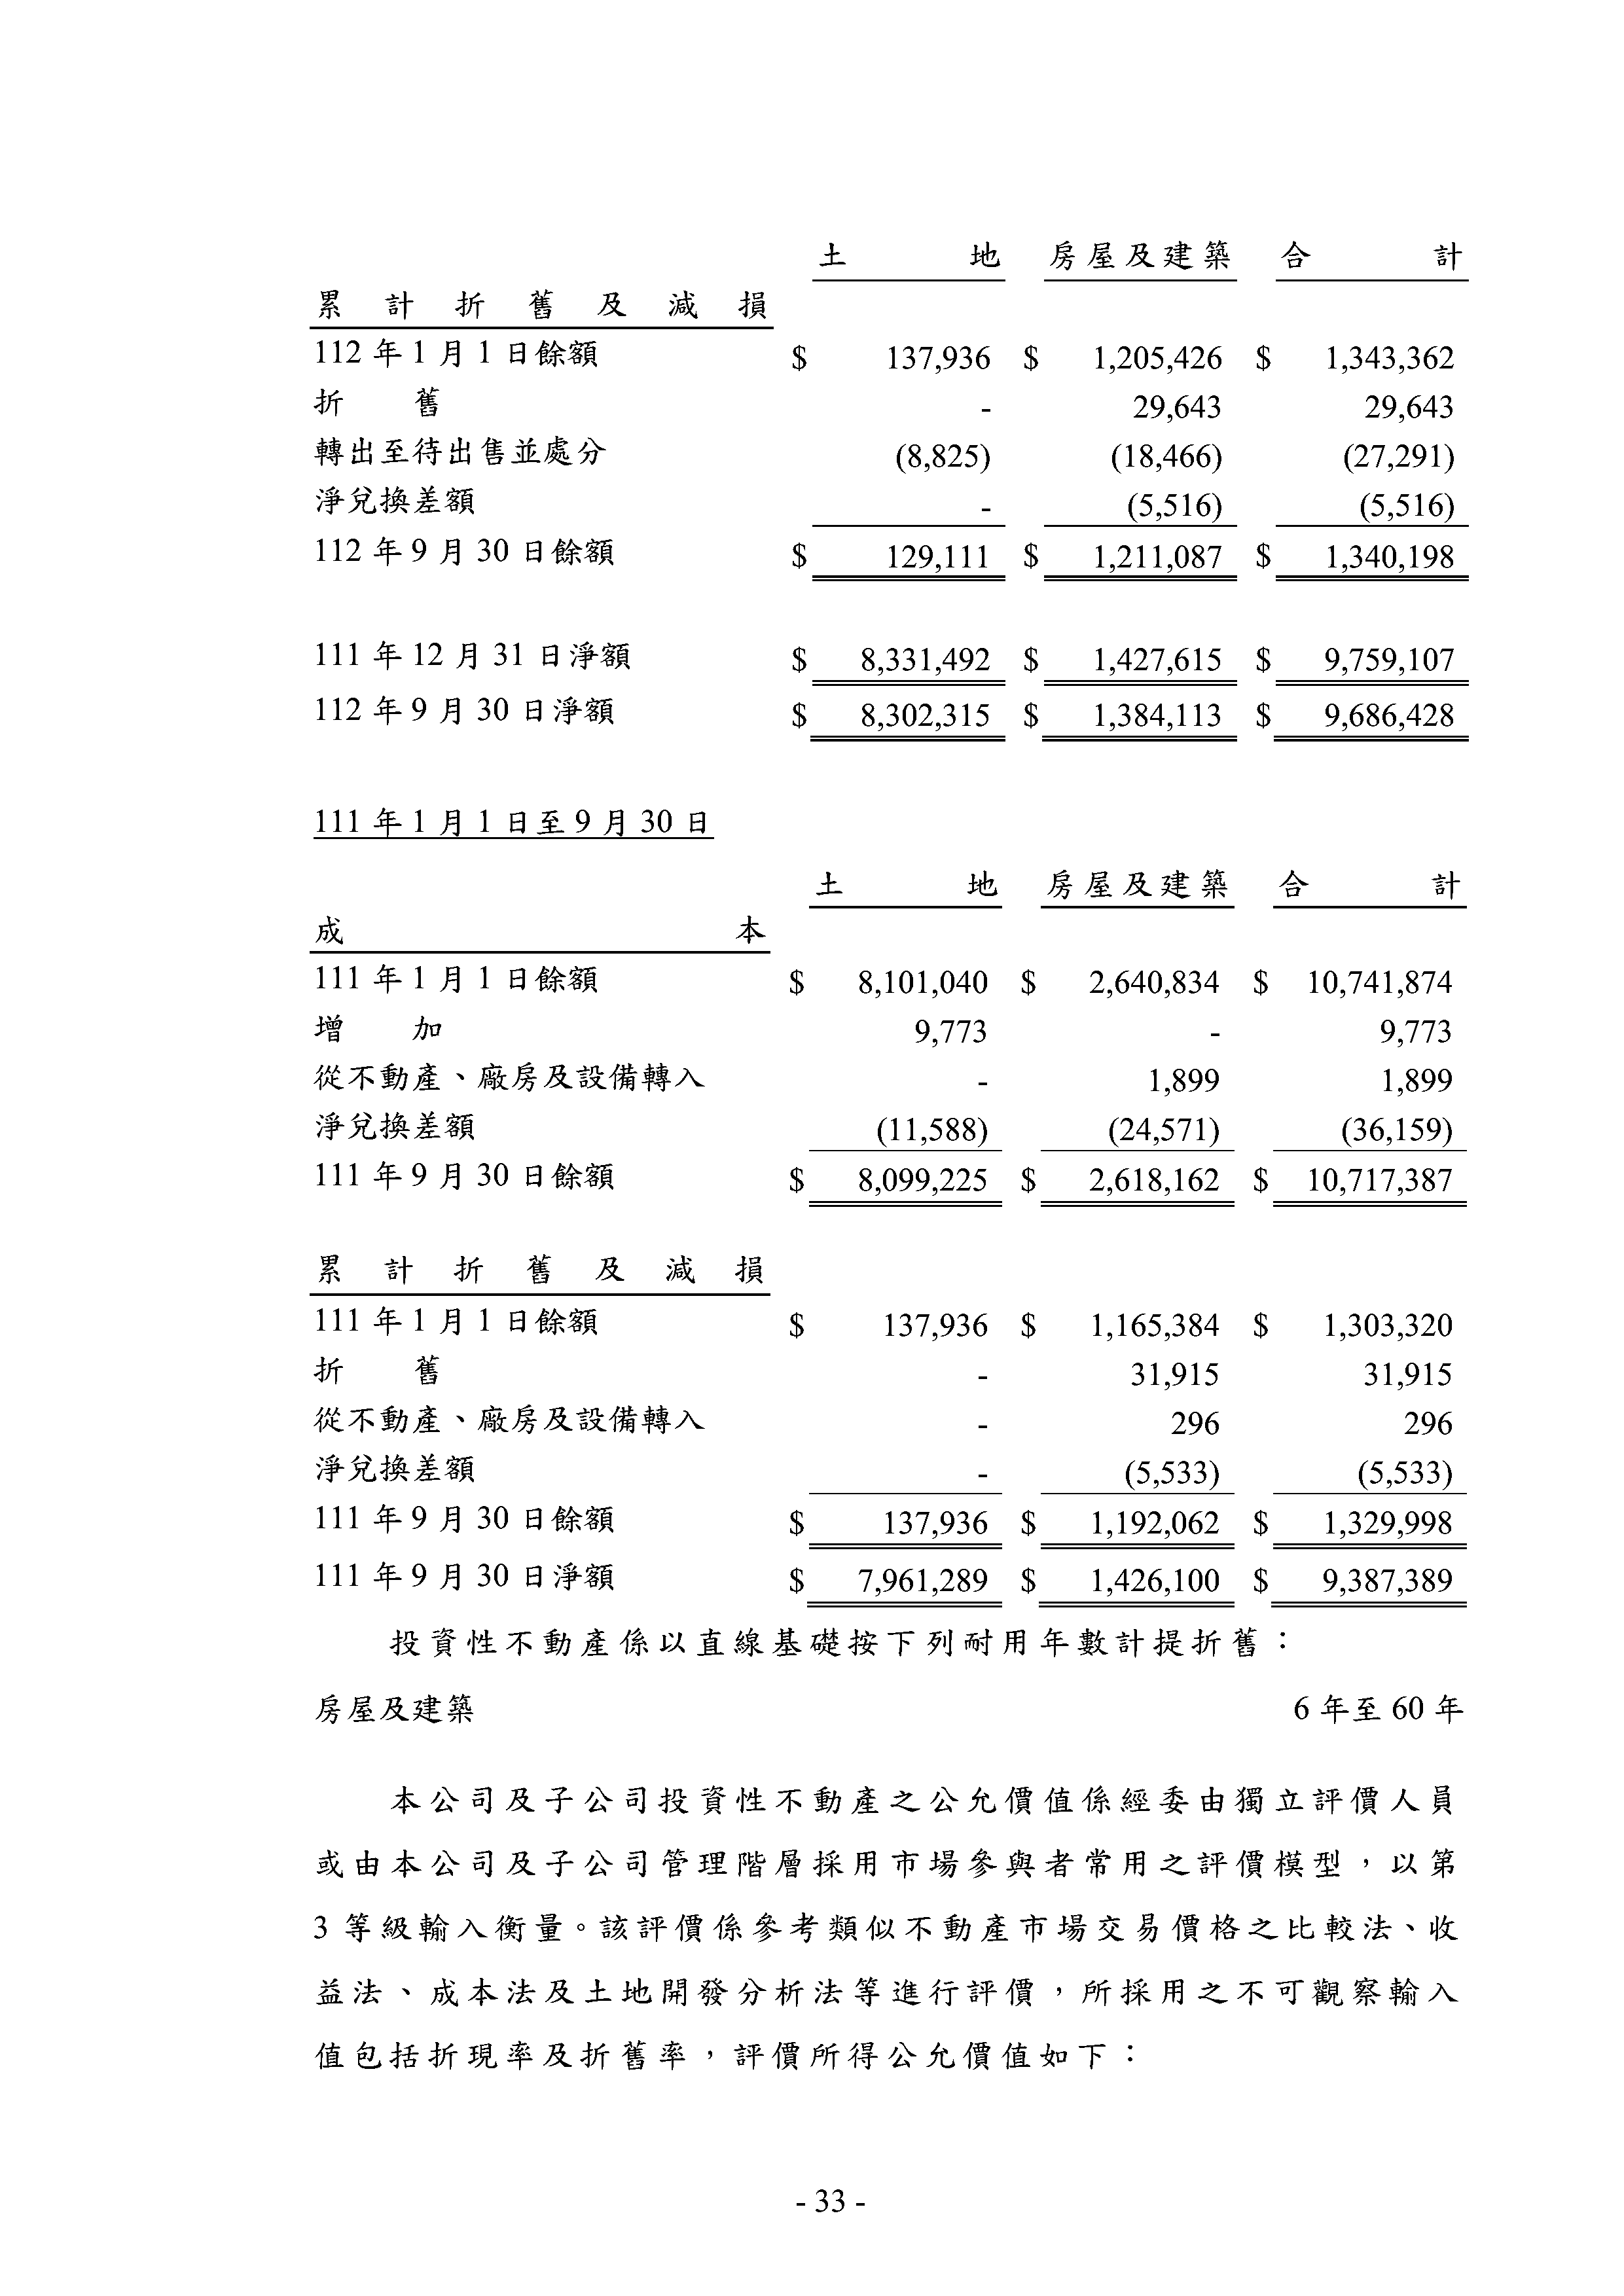 土地 房屋及建築 合計
累計折舊及減損
112 年 1 月 1 日餘額 $ 137,936 $ 1,205,426 $ 1,343,362
折舊 - 29,643 29,643
轉出至待出售並處分 (8,825) (18,466) (27,291)
淨兌換差額 - (5,516) (5,516)
112 年 9 月 30 日餘額 $ 129,111 $ 1,211,087 $ 1,340,198
111 年 12 月 31 日淨額 $ 8,331,492 $ 1,427,615 $ 9,759,107
112 年 9 月 30 日淨額 $ 8,302,315 $ 1,384,113 $ 9,686,428
111 年 1 月 1 日至 9 月 30 日
土地 房屋及建築 合計
成本
111 年 1 月 1 日餘額 $ 8,101,040 $ 2,640,834 $ 10,741,874
增加 9,773 - 9,773
從不動產、廠房及設備轉入 - 1,899 1,899
淨兌換差額 (11,588) (24,571) (36,159)
111 年 9 月 30 日餘額 $ 8,099,225 $ 2,618,162 $ 10,717,387
累計折舊及減損
111 年 1 月 1 日餘額 $ 137,936 $ 1,165,384 $ 1,303,320
折舊 - 31,915 31,915
從不動產、廠房及設備轉入 - 296 296
淨兌換差額 - (5,533) (5,533)
111 年 9 月 30 日餘額 $ 137,936 $ 1,192,062 $ 1,329,998
111 年 9 月 30 日淨額 $ 7,961,289 $ 1,426,100 $ 9,387,389
投資性不動產係以直線基礎按下列耐用年數計提折舊：
房屋及建築 6 年至 60 年
本公司及子公司投資性不動產之公允價值係經委由獨立評價人員
或由本公司及子公司管理階層採用市場參與者常用之評價模型，以第
3 等級輸入衡量。該評價係參考類似不動產市場交易價格之比較法、收
益法、成本法及土地開發分析法等進行評價，所採用之不可觀察輸入
值包括折現率及折舊率，評價所得公允價值如下：
- 33 -